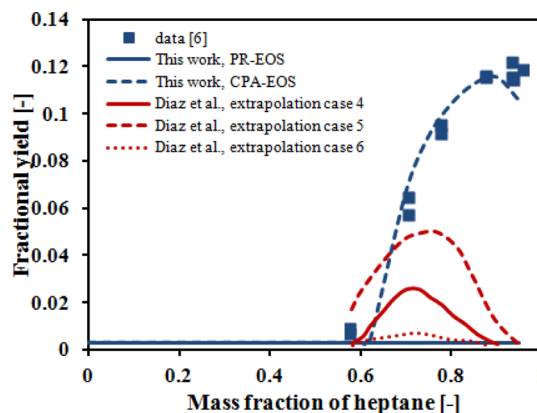 0.14
0.12
0.1
0.08
0.06
0.04
0.02
0
Fractional yield [-]
data [6]
This work, PR-EOS
This work, CPA-EOS
Diaz et al., extrapolation case 4
Diaz et al., extrapolation case 5
Diaz et al., extrapolation case 6
0 0.2 0.4 0.6 0.8
Mass fraction of heptane [-]